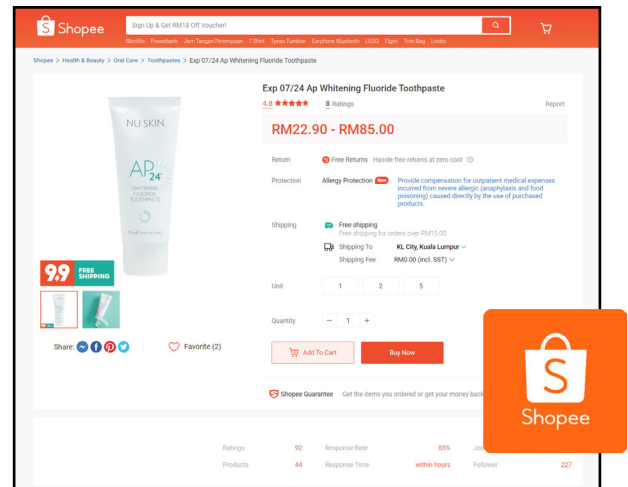 Shopee
Sign Up & Get RM18 Off Voucher!
Skintific Powerbank Jam Tangan Perempuan T Shirt Tyeso Tumbler Earphone Bluetooth LEGO Elgini Tote Bag Lovito
Shopee > Health & Beauty > Oral Care > Toothpastes > Exp 07/24 Ap Whitening Fluoride Toothpaste
Exp 07/24 Ap Whitening Fluoride Toothpaste
4.8 8 Ratings Report
RM22.90 - RM85.00
NU SKIN.
AP
24
WHITENING
FLUORIDE
TOOTHPASTE
Return Free Returns Hassle free returns at zero cost
Protection Allergy Protection New Provide compensation for outpatient medical expenses
incurred from severe allergic (anaphylaxis and food
poisoning) caused directly by the use of purchased
products.
Shipping Free shipping
Free shipping for orders over RM15.00
Shipping To KL City, Kuala Lumpur
Shipping Fee RM0.00 (incl. SST)
9.9 FREE
SHIPPING
Unit 1 2 5
Quantity − 1 +
Share: Favorite (2)
Add To Cart Buy Now
Shopee Guarantee Get the items you ordered or get your money back
S
Shopee
Ratings 92 Response Rate 85%
Products 44 Response Time within hours Follower 227